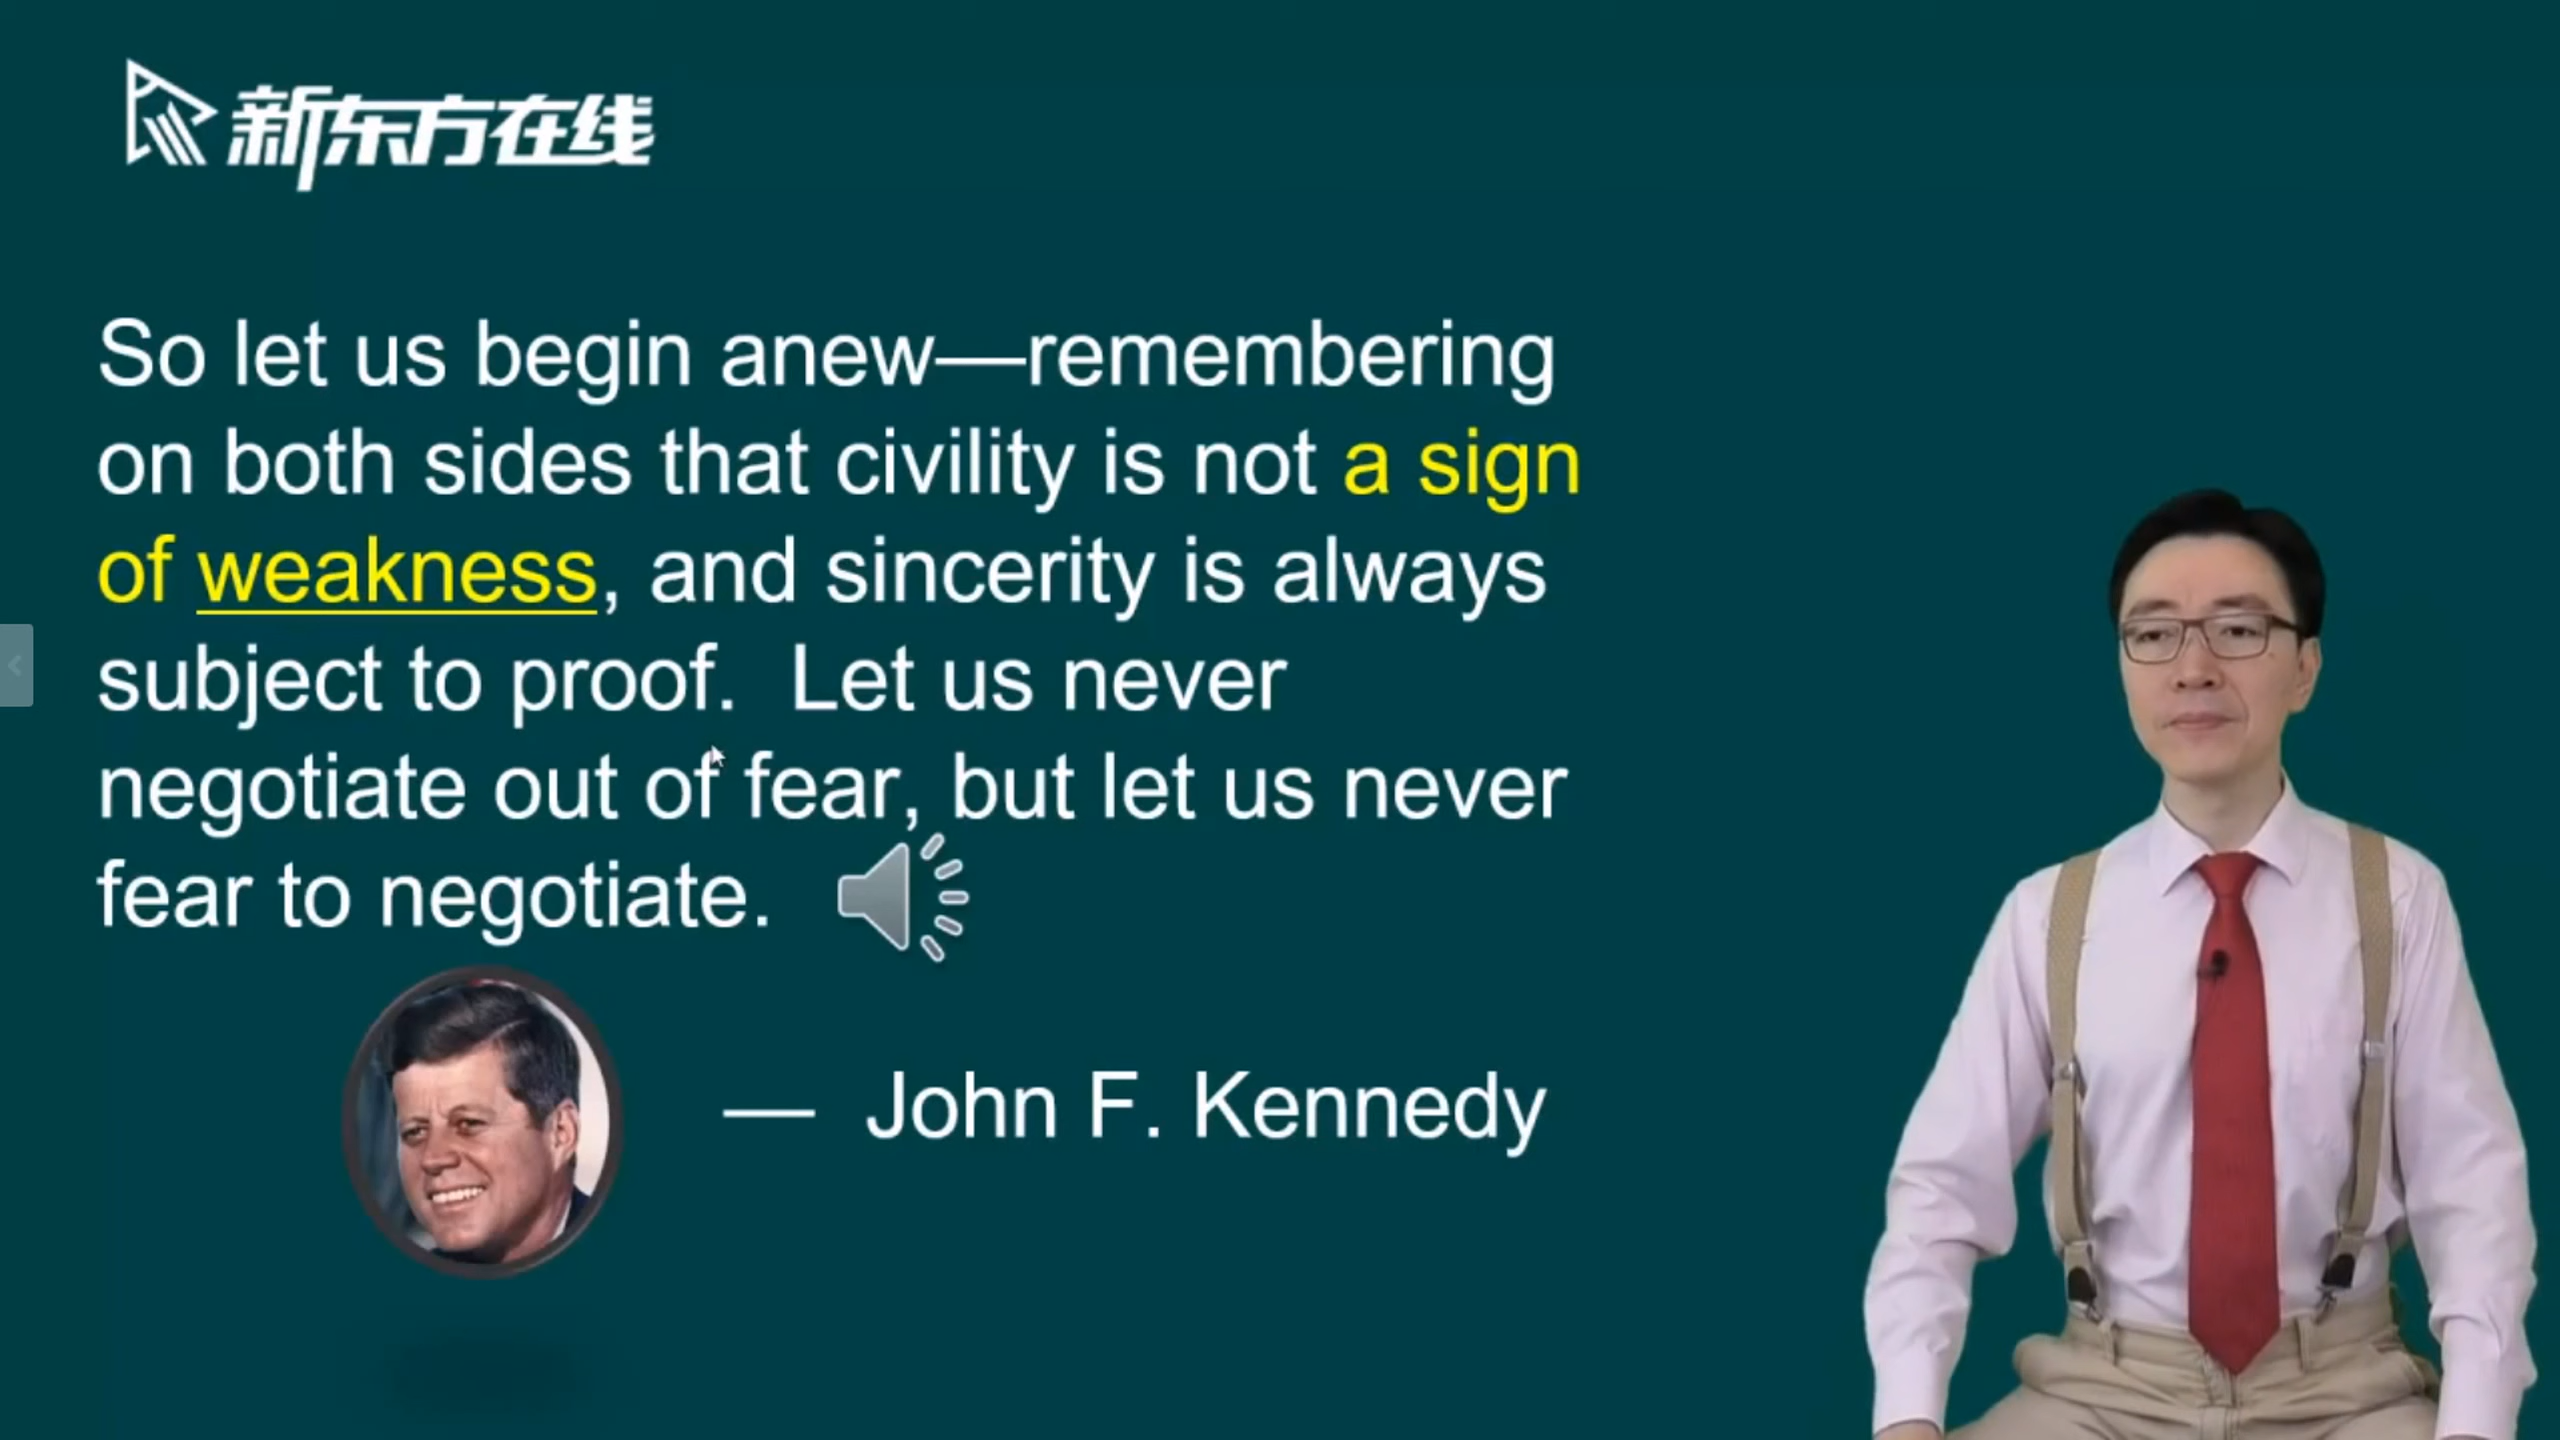 新东方在线
So let us begin anew—remembering
on both sides that civility is not a sign
of weakness, and sincerity is always
subject to proof.  Let us never
negotiate out of fear, but let us never
fear to negotiate.
— John F. Kennedy